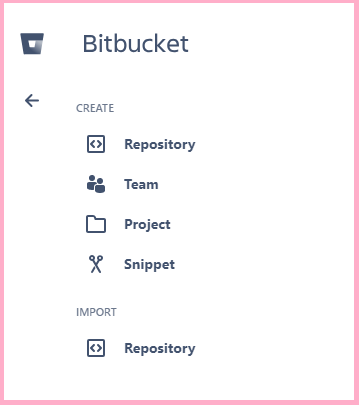 Bitbucket
CREATE
Repository
Team
Project
Snippet
IMPORT
Repository